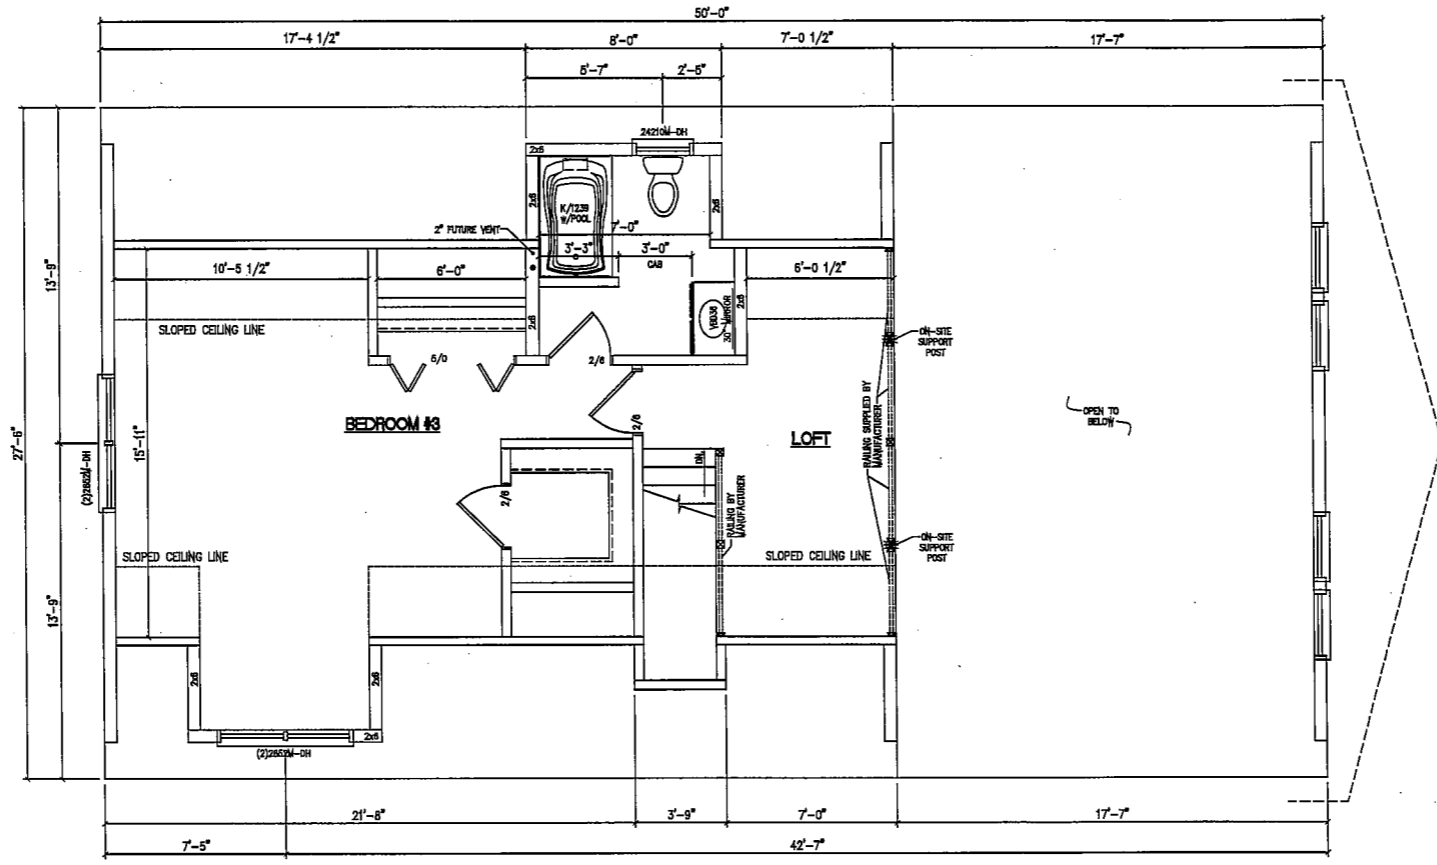 50'-0"
17'-4 1/2"
8'-0"
7'-0 1/2"
17'-7"
5'-7"
2'-5"
24210M-DH
2x6
2x6
2x6
K/1239
W/POOL
7'-0"
2" FUTURE VENT
3'-3"
3'-0"
CAB
13'-9"
10'-5 1/2"
6'-0"
6'-0 1/2"
SLOPED CEILING LINE
2x6
2x6
30" MIRROR
ON-SITE
SUPPORT
POST
5/0
2/6
27'-6"
15'-11"
BEDROOM #3
2/6
LOFT
RAILING SUPPLIED BY
MANUFACTURER
OPEN TO
BELOW
(2)2852M-DH
DN.
2/6
RAILING BY
MANUFACTURER
ON-SITE
SUPPORT
POST
SLOPED CEILING LINE
SLOPED CEILING LINE
13'-9"
2x6
2x6
2x6
(2)2852M-DH
21'-8"
3'-9"
7'-0"
17'-7"
7'-5"
42'-7"